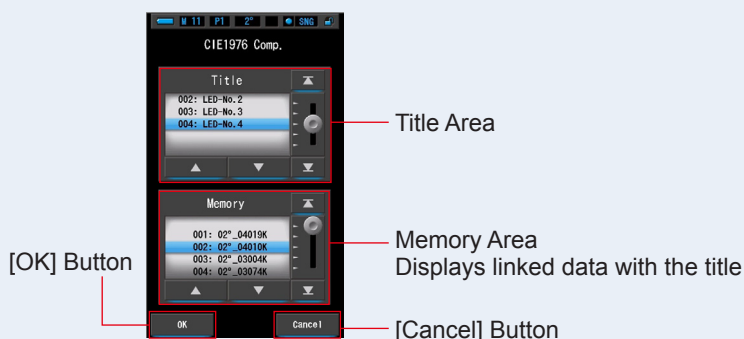 M 11 P1 2° SNG
CIE1976 Comp.
Title
002: LED-No.2
003: LED-No.3
004: LED-No.4
Title Area
Memory
001: 02°_04019K
002: 02°_04010K
003: 02°_03004K
004: 02°_03074K
Memory Area
Displays linked data with the title
[OK] Button
OK
Cancel
[Cancel] Button